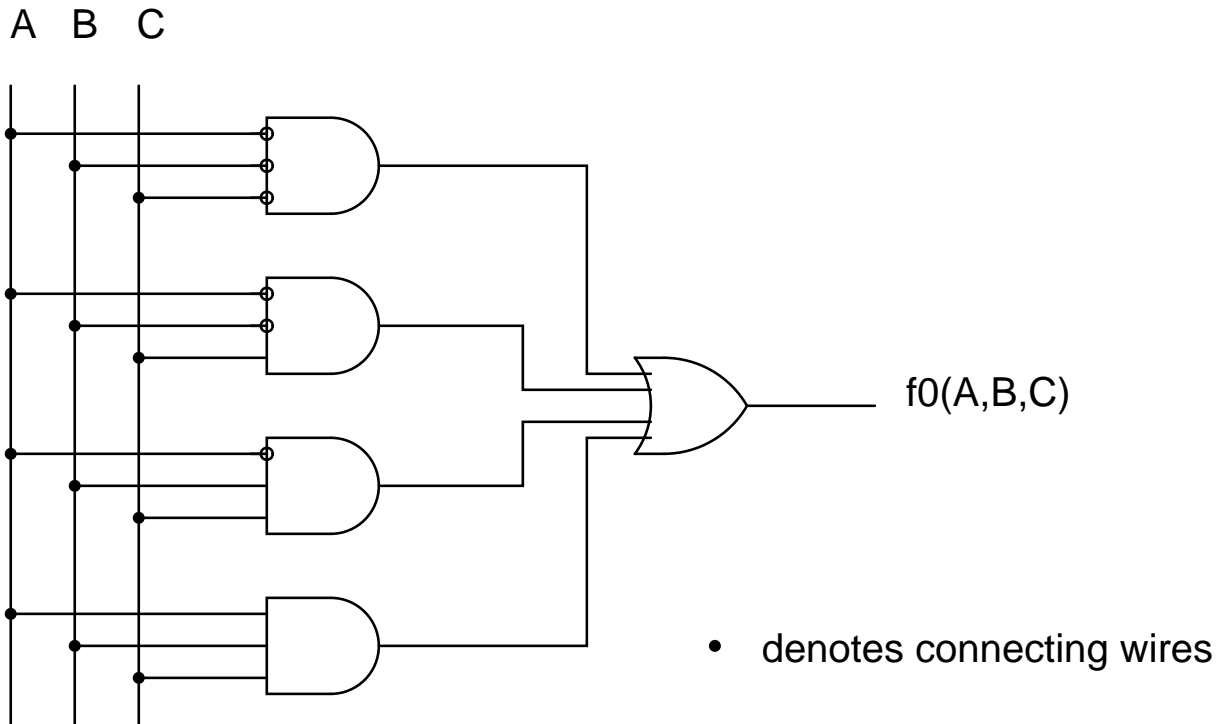 A B C
f0(A,B,C)
• denotes connecting wires